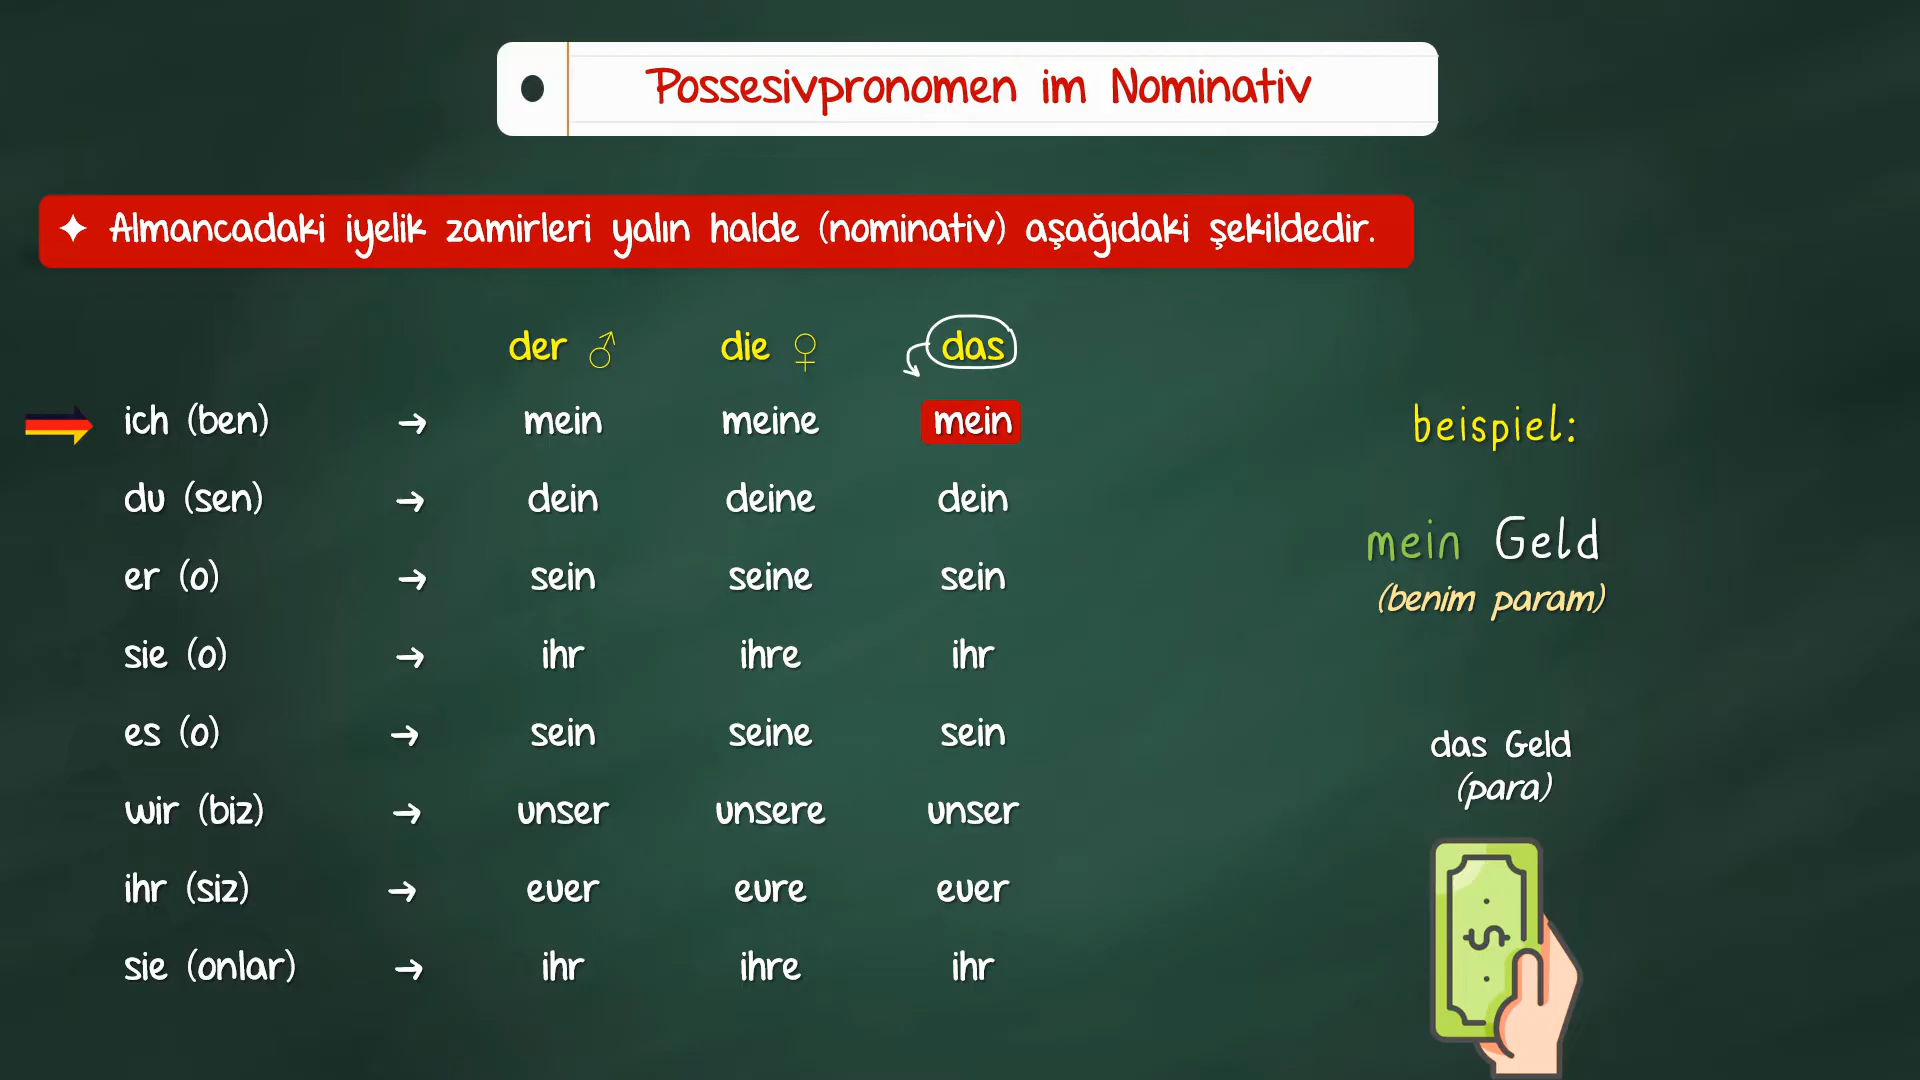 Possesivpronomen im Nominativ
✦ Almancadaki iyelik zamirleri yalın halde (nominativ) aşağıdaki şekildedir.
der ♂ die ♀ das
ich (ben) → mein meine mein
du (sen) → dein deine dein
er (o) → sein seine sein
sie (o) → ihr ihre ihr
es (o) → sein seine sein
wir (biz) → unser unsere unser
ihr (siz) → euer eure euer
sie (onlar) → ihr ihre ihr
beispiel:
mein Geld
(benim param)
das Geld
(para)